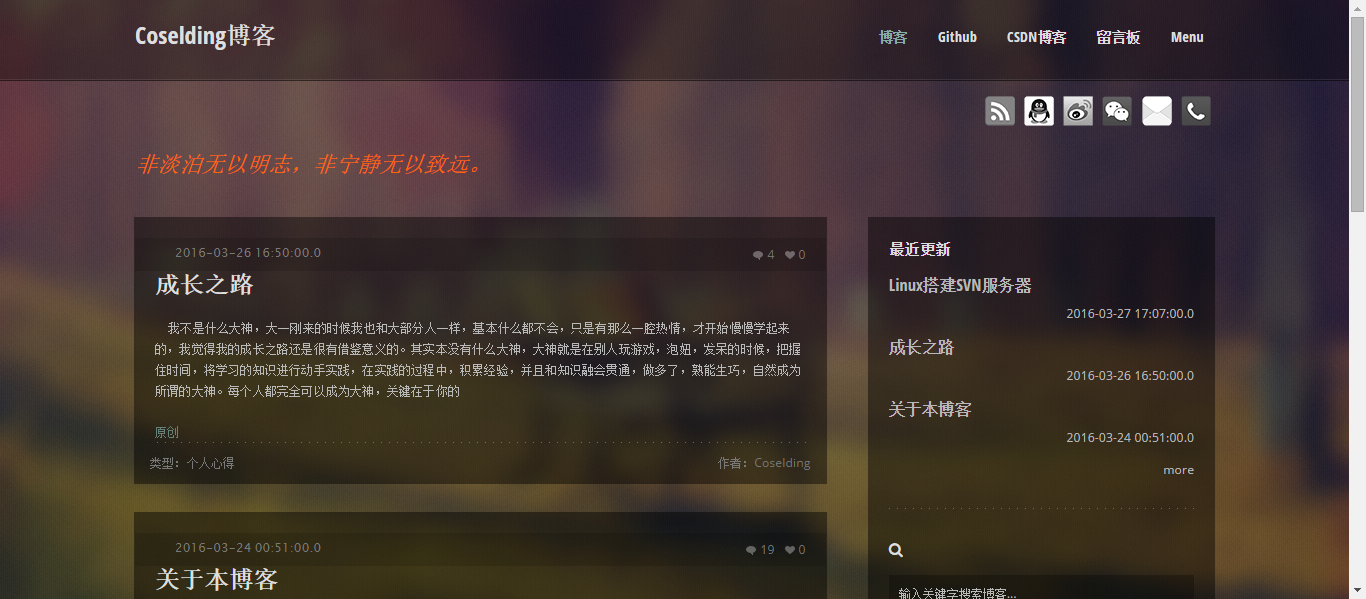 Coselding博客
博客 Github CSDN博客 留言板 Menu
非淡泊无以明志，非宁静无以致远。
2016-03-26 16:50:00.0 4 0
成长之路
我不是什么大神，大一刚来的时候我也和大部分人一样，基本什么都不会，只是有那么一腔热情，才开始慢慢学起来
的，我觉得我的成长之路还是很有借鉴意义的。其实本没有什么大神，大神就是在别人玩游戏，泡妞，发呆的时候，把握
住时间，将学习的知识进行动手实践，在实践的过程中，积累经验，并且和知识融会贯通，做多了，熟能生巧，自然成为
所谓的大神。每个人都完全可以成为大神，关键在于你的
原创
类型：个人心得 作者：Coselding
2016-03-24 00:51:00.0 19 0
关于本博客
最近更新
Linux搭建SVN服务器
2016-03-27 17:07:00.0
成长之路
2016-03-26 16:50:00.0
关于本博客
2016-03-24 00:51:00.0
more
输入关键字搜索博客...